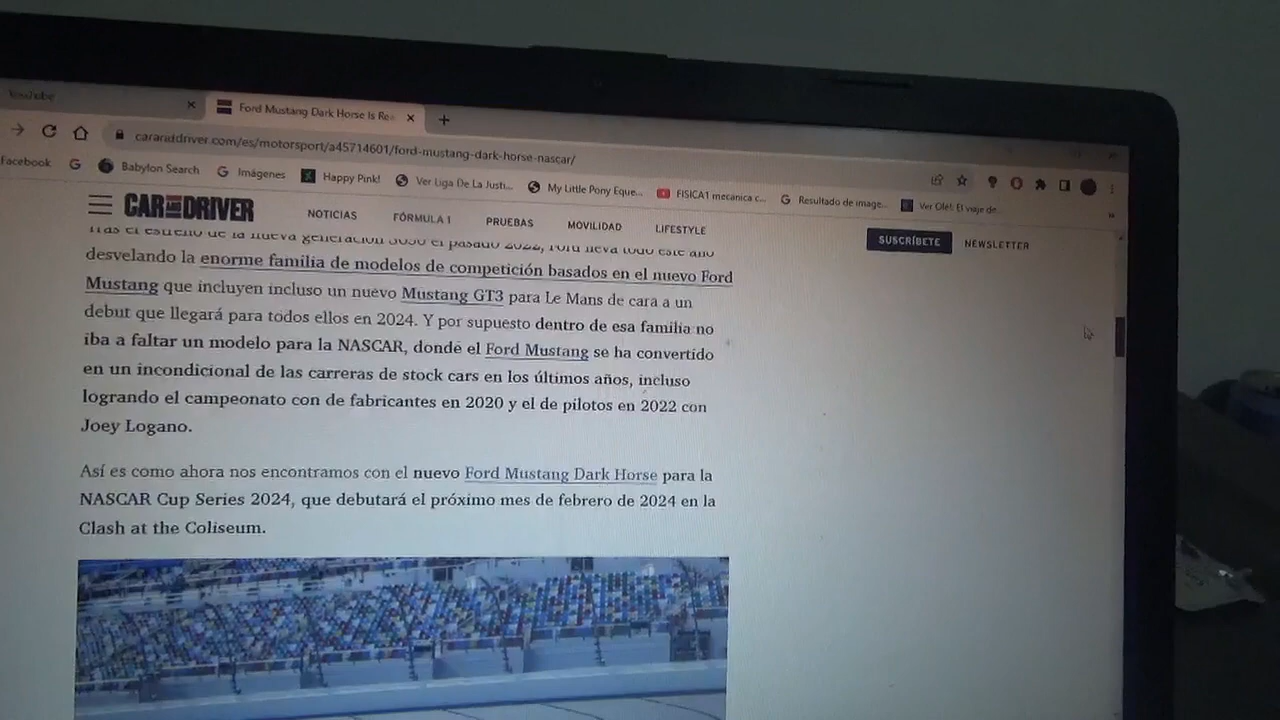 YouTube
Ford Mustang Dark Horse Is Re
caranddriver.com/es/motorsport/a45714601/ford-mustang-dark-horse-nascar/
Facebook
Babylon Search
Imágenes
Happy Pink!
Ver Liga De La Justi...
My Little Pony Eque...
FISICA1 mecanica c...
Resultado de image...
Ver Olé! El viaje de...
CAR AND DRIVER
NOTICIAS
FÓRMULA 1
PRUEBAS
MOVILIDAD
LIFESTYLE
SUSCRÍBETE
NEWSLETTER
Tras el estreno de la nueva generación S650 el pasado 2022, Ford lleva todo este año
desvelando la enorme familia de modelos de competición basados en el nuevo Ford
Mustang que incluyen incluso un nuevo Mustang GT3 para Le Mans de cara a un
debut que llegará para todos ellos en 2024. Y por supuesto dentro de esa familia no
iba a faltar un modelo para la NASCAR, donde el Ford Mustang se ha convertido
en un incondicional de las carreras de stock cars en los últimos años, incluso
logrando el campeonato con de fabricantes en 2020 y el de pilotos en 2022 con
Joey Logano.
Así es como ahora nos encontramos con el nuevo Ford Mustang Dark Horse para la
NASCAR Cup Series 2024, que debutará el próximo mes de febrero de 2024 en la
Clash at the Coliseum.